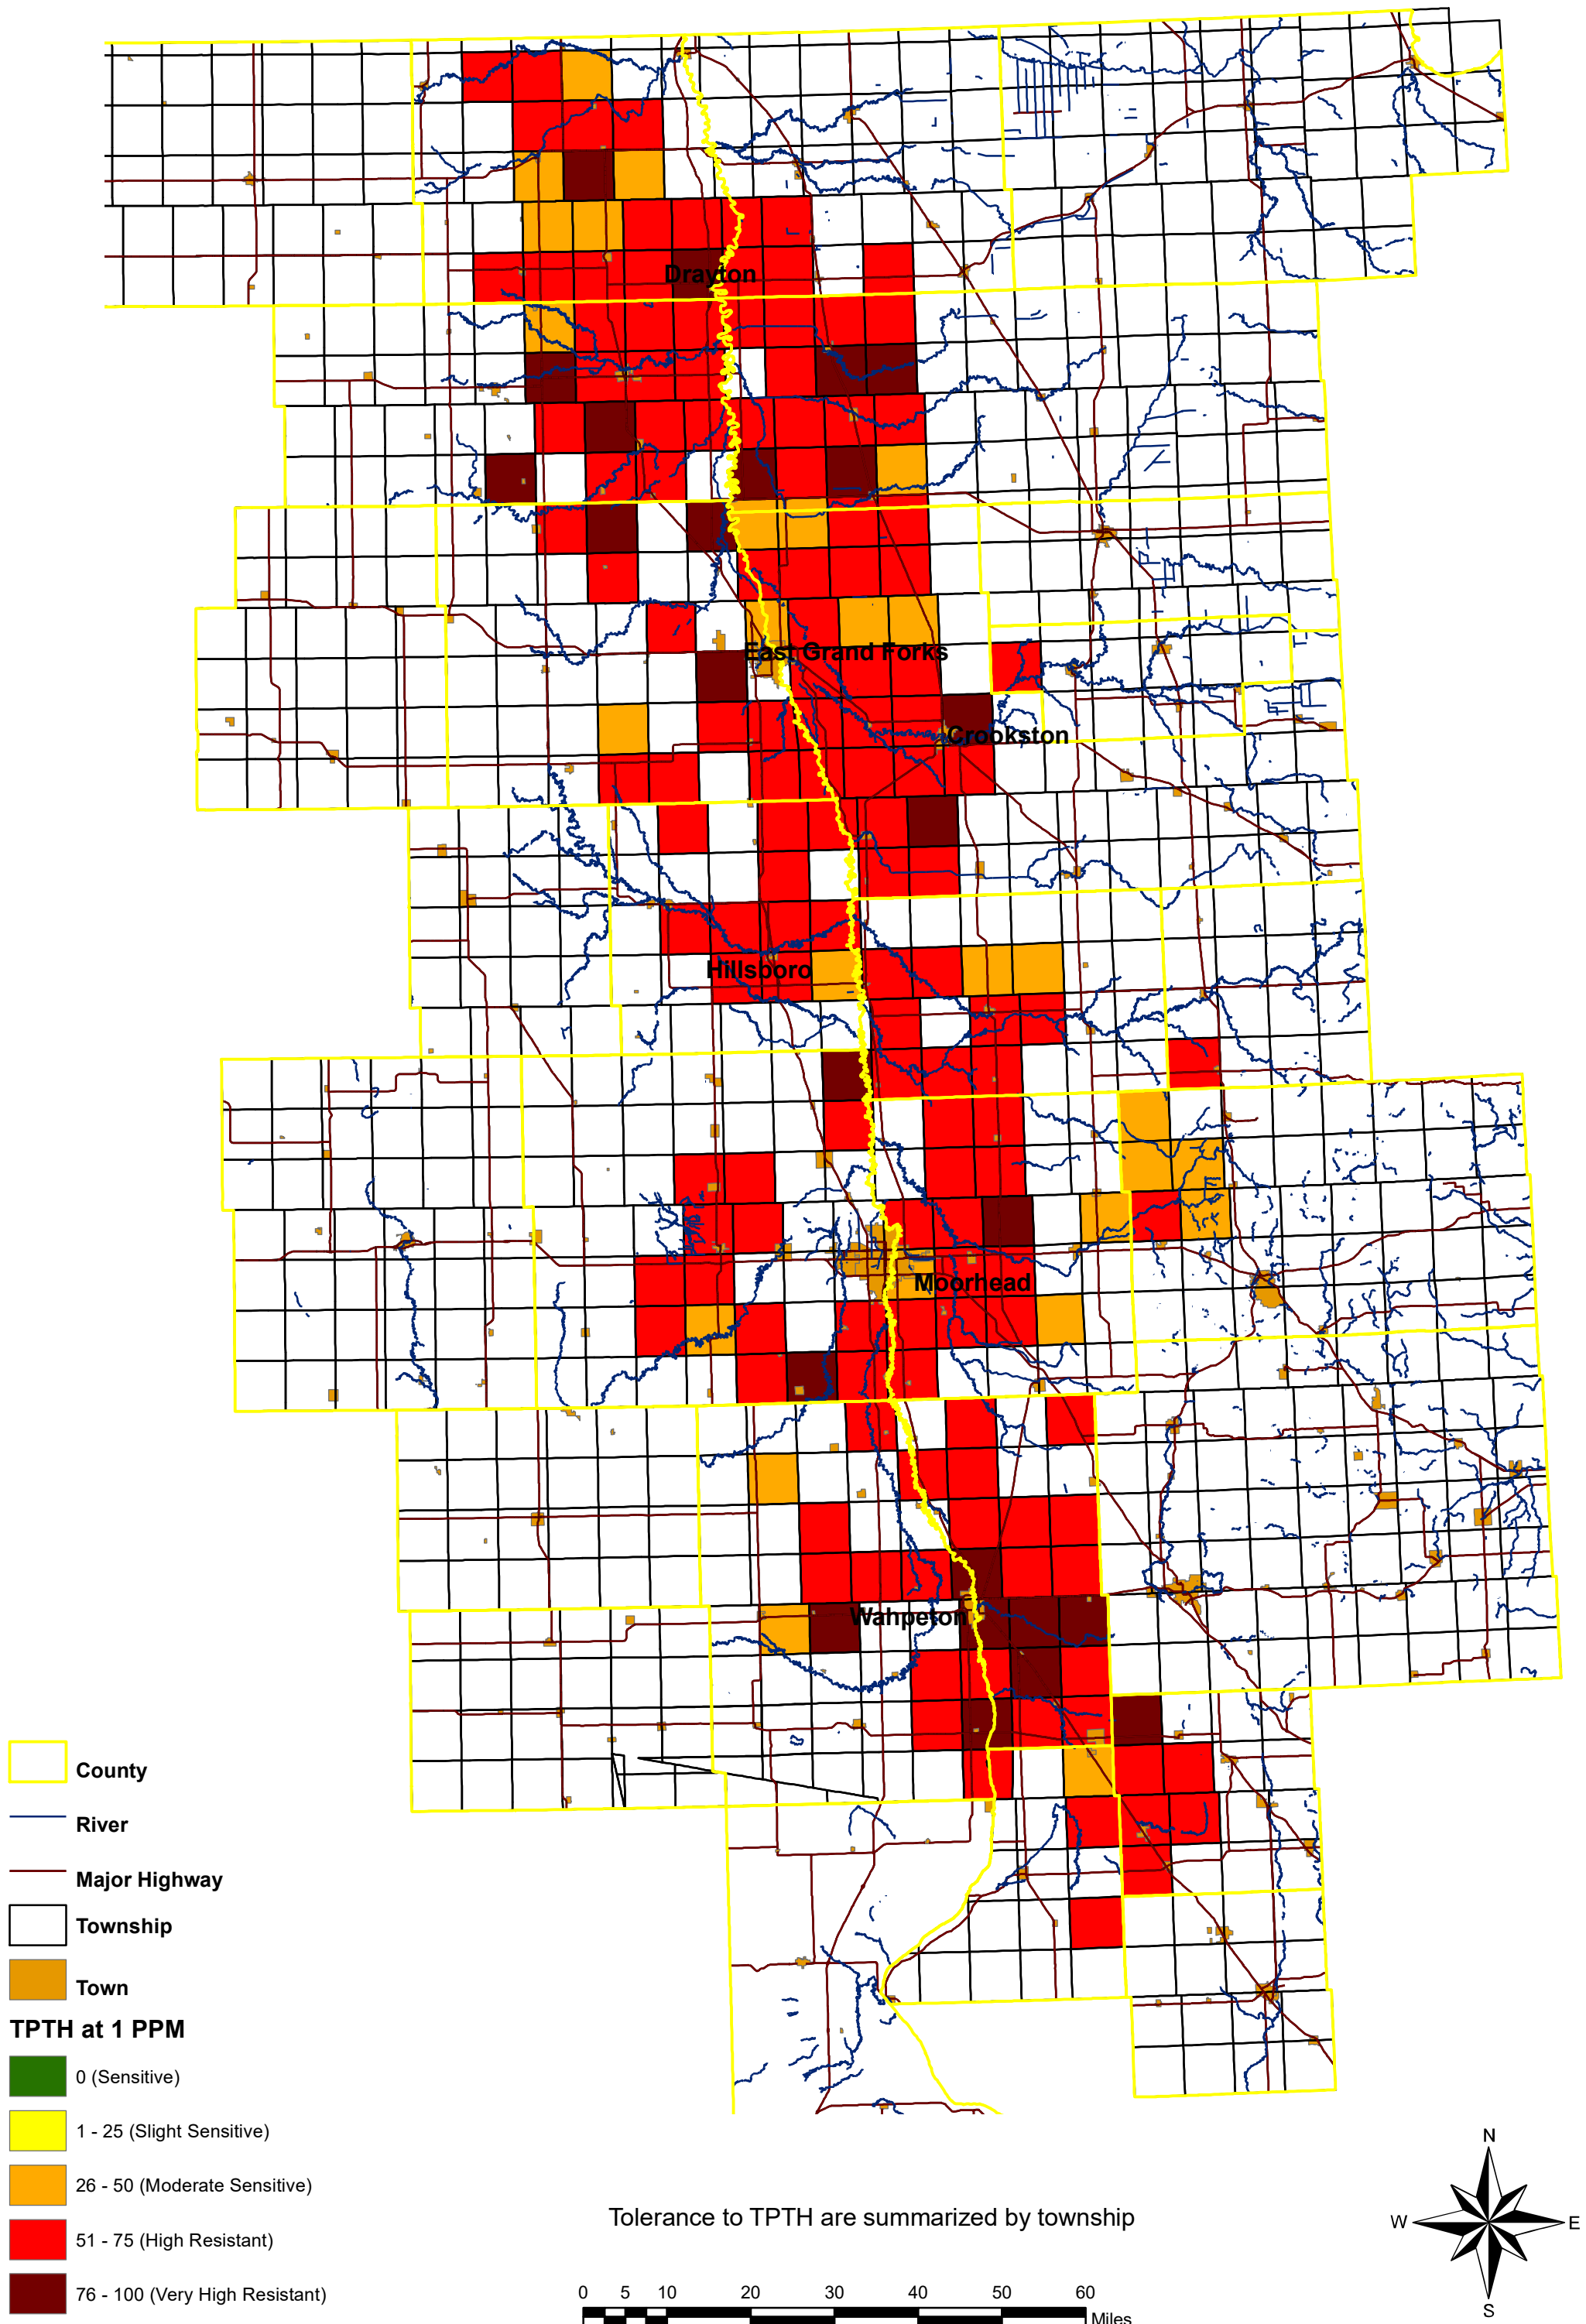 Drayton
East Grand Forks
Crookston
Hillsboro
Moorhead
Wahpeton
County
River
Major Highway
Township
Town
TPTH at 1 PPM
0 (Sensitive)
1 - 25 (Slight Sensitive)
26 - 50 (Moderate Sensitive)
51 - 75 (High Resistant)
76 - 100 (Very High Resistant)
Tolerance to TPTH are summarized by township
0 5 10 20 30 40 50 60
Miles
N
W E
S